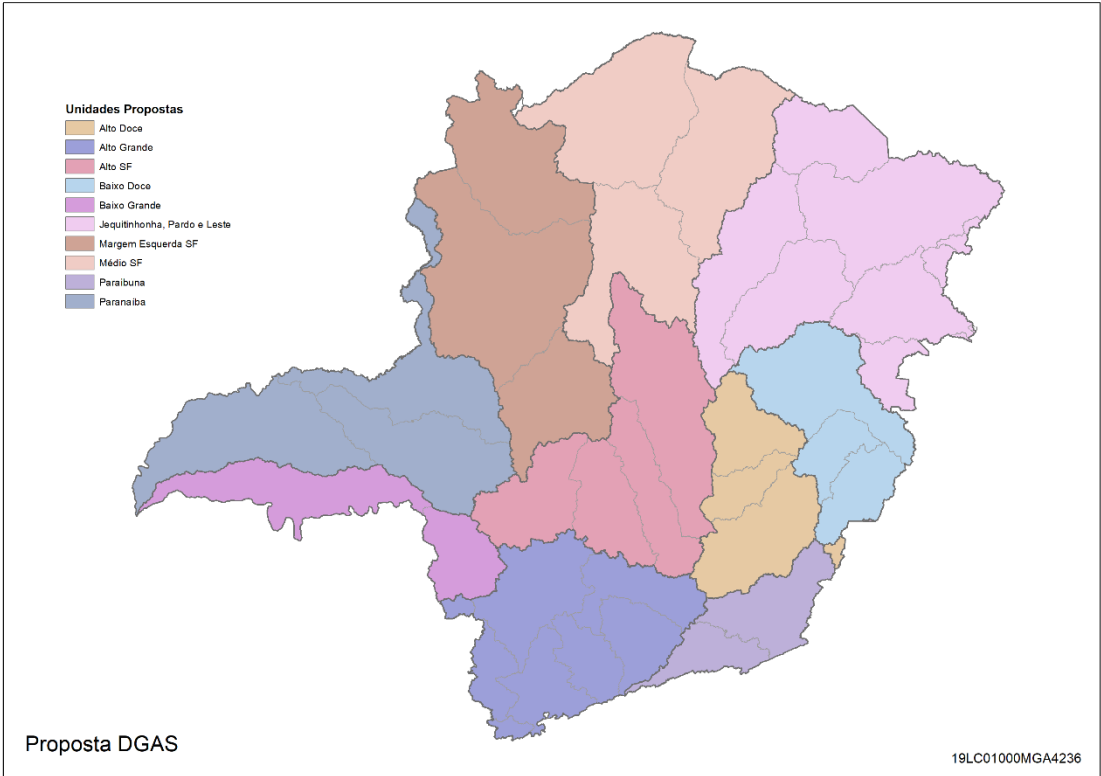 Unidades Propostas
Alto Doce
Alto Grande
Alto SF
Baixo Doce
Baixo Grande
Jequitinhonha, Pardo e Leste
Margem Esquerda SF
Médio SF
Paraibuna
Paranaiba
Proposta DGAS
19LC01000MGA4236